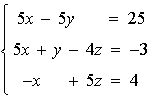 5x − 5y = 25
5x + y − 4z = −3
−x + 5z = 4